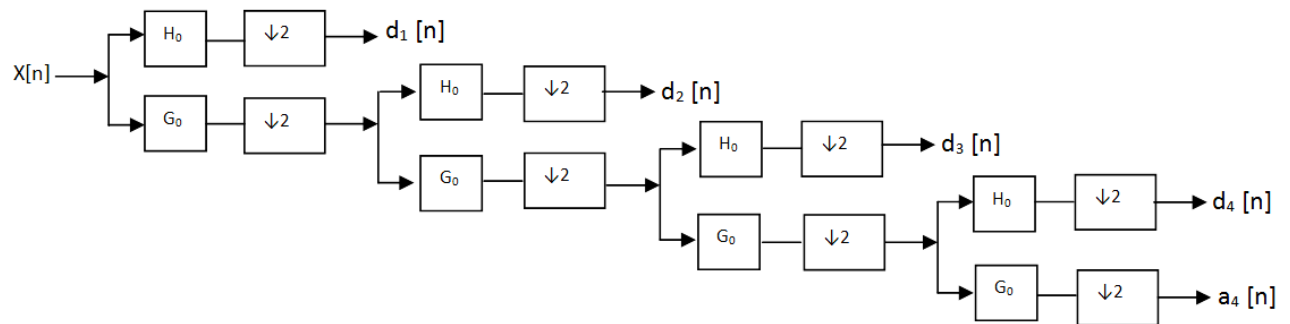 H₀ ↓2 d₁ [n]
X[n]
G₀ ↓2 H₀ ↓2 d₂ [n]
G₀ ↓2 H₀ ↓2 d₃ [n]
G₀ ↓2 H₀ ↓2 d₄ [n]
G₀ ↓2 a₄ [n]